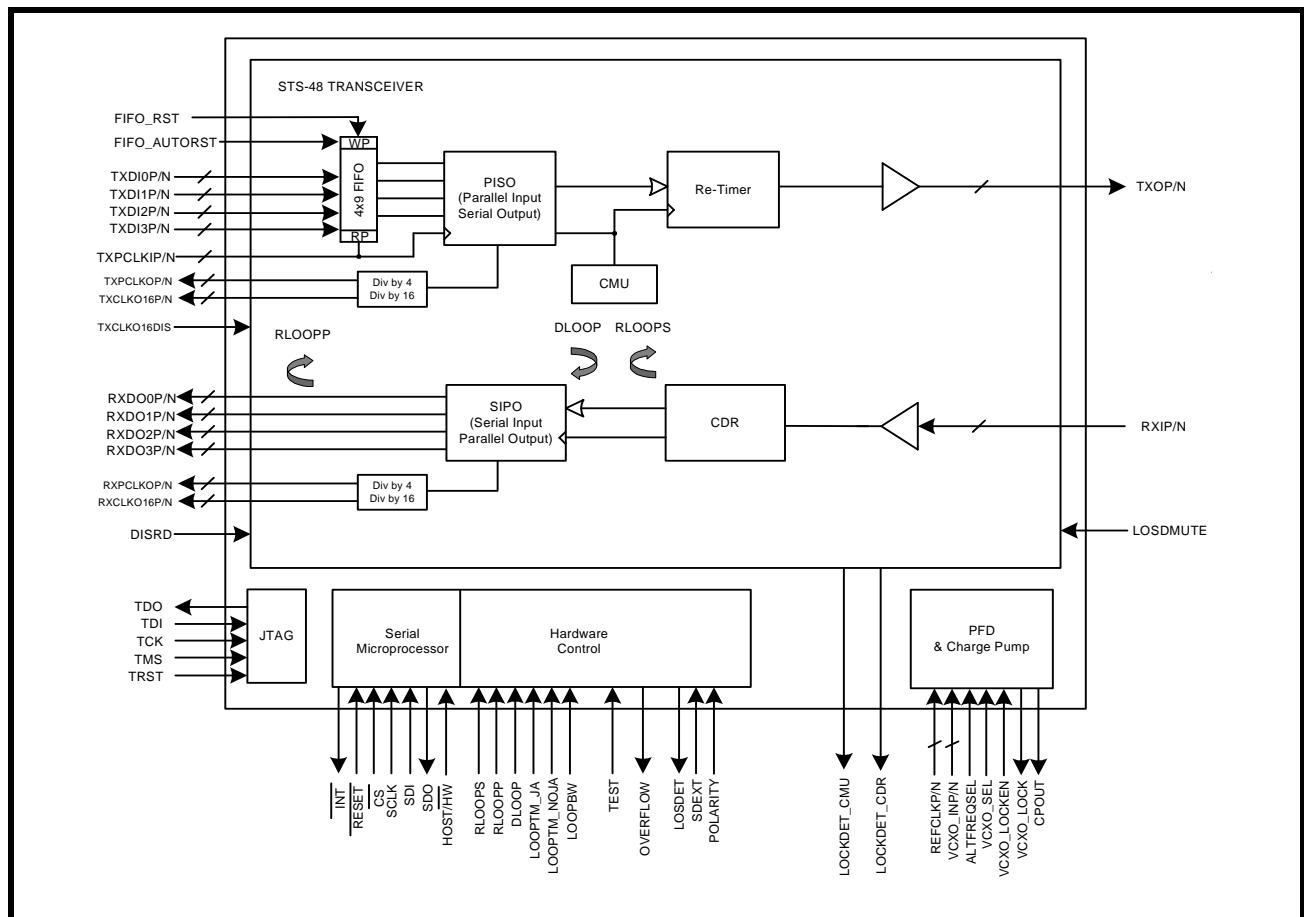 STS-48 TRANSCEIVER
FIFO_RST
FIFO_AUTORST
WP
4x9 FIFO
RP
TXDI0P/N
TXDI1P/N
TXDI2P/N
TXDI3P/N
TXPCLKIP/N
PISO
(Parallel Input
Serial Output)
Re-Timer
TXOP/N
CMU
TXPCLKOP/N
TXCLKO16P/N
Div by 4
Div by 16
TXCLKO16DIS
RLOOPP
DLOOP
RLOOPS
RXDO0P/N
RXDO1P/N
RXDO2P/N
RXDO3P/N
SIPO
(Serial Input
Parallel Output)
CDR
RXIP/N
RXPCLKOP/N
RXCLKO16P/N
Div by 4
Div by 16
DISRD
LOSDMUTE
TDO
TDI
TCK
TMS
TRST
JTAG
Serial
Microprocessor
Hardware
Control
PFD
& Charge Pump
INT
RESET
CS
SCLK
SDI
SDO
HOST/HW
RLOOPS
RLOOPP
DLOOP
LOOPTM_JA
LOOPTM_NOJA
LOOPBW
TEST
OVERFLOW
LOSDET
SDEXT
POLARITY
LOCKDET_CMU
LOCKDET_CDR
REFCLKP/N
VCXO_INP/N
ALTFREQSEL
VCXO_SEL
VCXO_LOCKEN
VCXO_LOCK
CPOUT